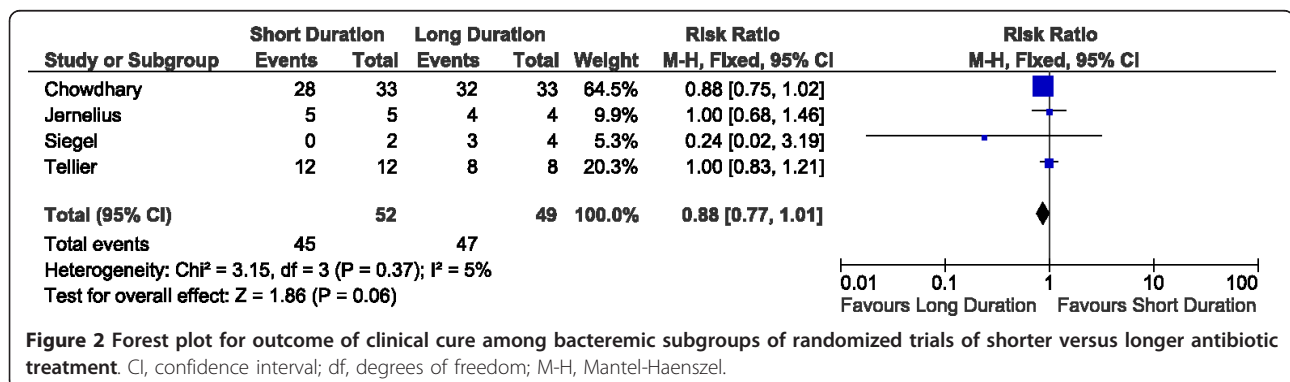 Short Duration Long Duration Risk Ratio Risk Ratio
Study or Subgroup Events Total Events Total Weight M-H, Fixed, 95% CI M-H, Fixed, 95% CI
Chowdhary 28 33 32 33 64.5% 0.88 [0.75, 1.02]
Jernelius 5 5 4 4 9.9% 1.00 [0.68, 1.46]
Siegel 0 2 3 4 5.3% 0.24 [0.02, 3.19]
Tellier 12 12 8 8 20.3% 1.00 [0.83, 1.21]
Total (95% CI) 52 49 100.0% 0.88 [0.77, 1.01]
Total events 45 47
Heterogeneity: Chi² = 3.15, df = 3 (P = 0.37); I² = 5%
Test for overall effect: Z = 1.86 (P = 0.06)
0.01 0.1 1 10 100
Favours Long Duration Favours Short Duration
Figure 2 Forest plot for outcome of clinical cure among bacteremic subgroups of randomized trials of shorter versus longer antibiotic
treatment. CI, confidence interval; df, degrees of freedom; M-H, Mantel-Haenszel.